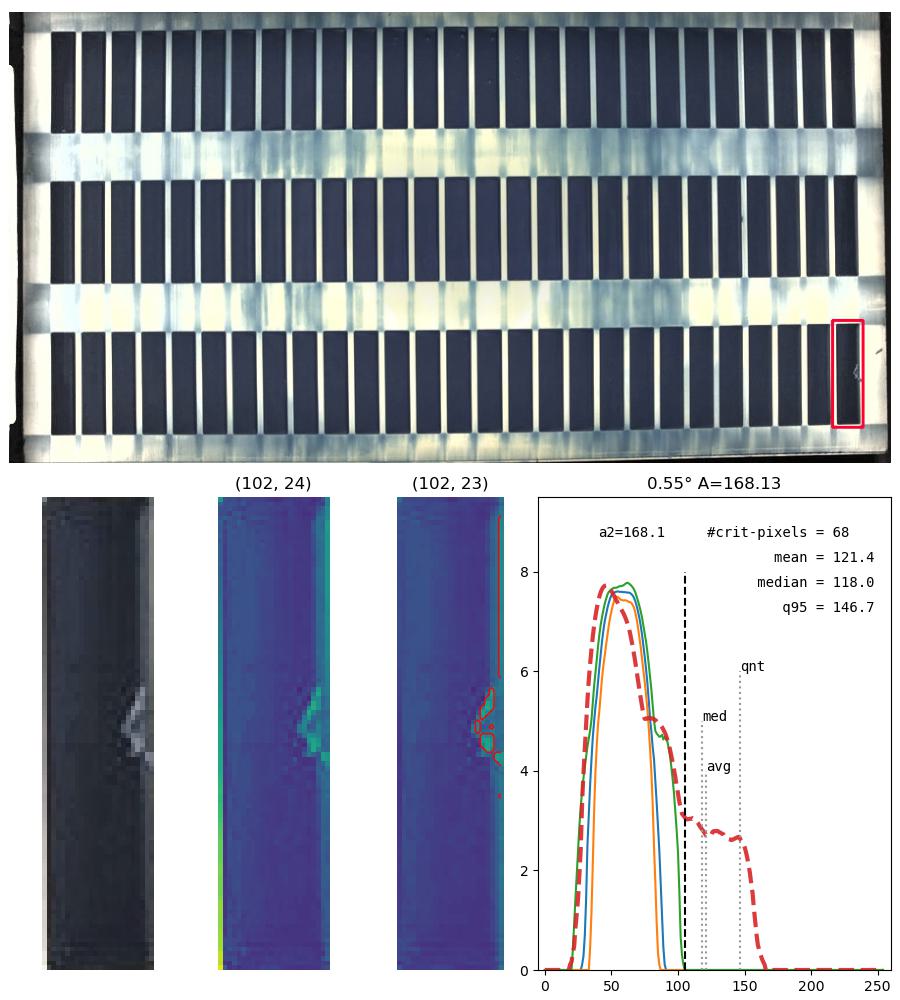 (102, 24)
(102, 23)
0.55° A=168.13
a2=168.1
#crit-pixels = 68
mean = 121.4
median = 118.0
q95 = 146.7
qnt
med
avg
8
6
4
2
0
0 50 100 150 200 250